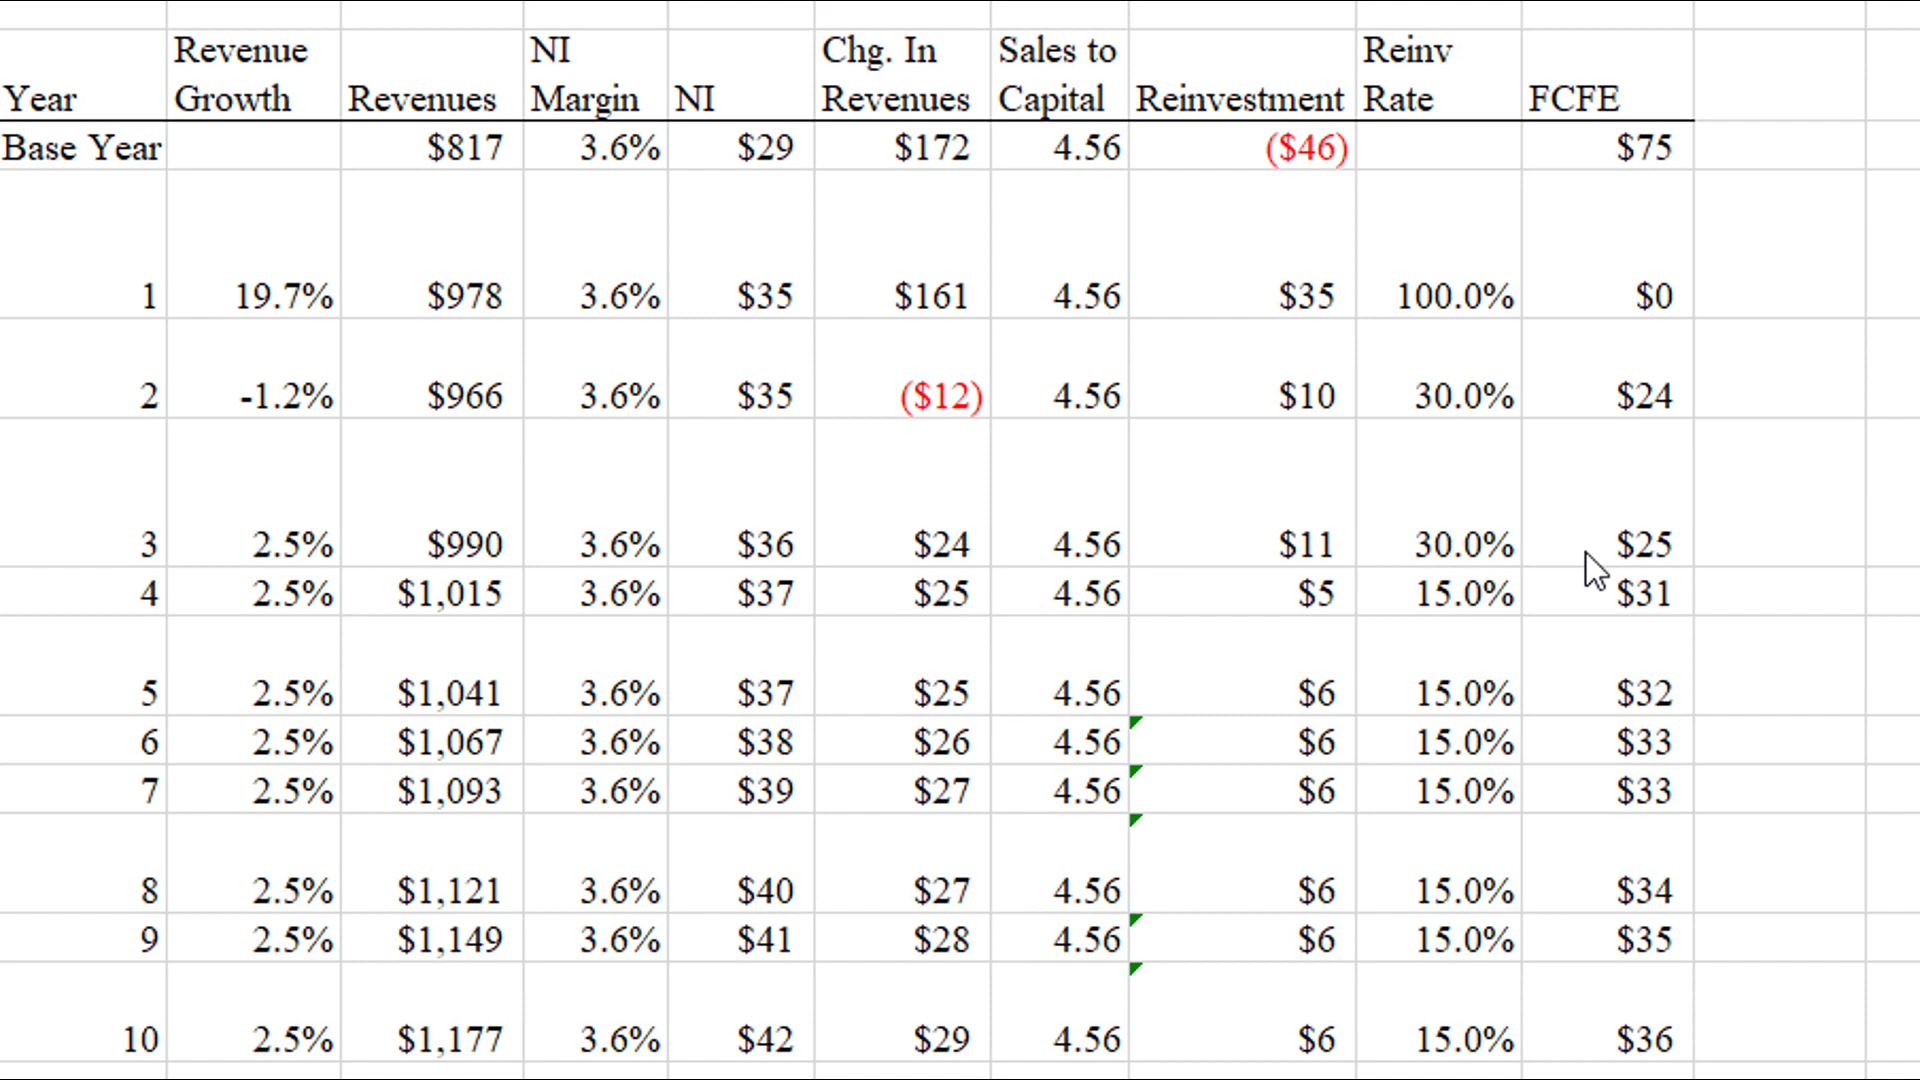 Year Revenue Growth Revenues NI Margin NI Chg. In Revenues Sales to Capital Reinvestment Reinv Rate FCFE
Base Year $817 3.6% $29 $172 4.56 ($46) $75
1 19.7% $978 3.6% $35 $161 4.56 $35 100.0% $0
2 -1.2% $966 3.6% $35 ($12) 4.56 $10 30.0% $24
3 2.5% $990 3.6% $36 $24 4.56 $11 30.0% $25
4 2.5% $1,015 3.6% $37 $25 4.56 $5 15.0% $31
5 2.5% $1,041 3.6% $37 $25 4.56 $6 15.0% $32
6 2.5% $1,067 3.6% $38 $26 4.56 $6 15.0% $33
7 2.5% $1,093 3.6% $39 $27 4.56 $6 15.0% $33
8 2.5% $1,121 3.6% $40 $27 4.56 $6 15.0% $34
9 2.5% $1,149 3.6% $41 $28 4.56 $6 15.0% $35
10 2.5% $1,177 3.6% $42 $29 4.56 $6 15.0% $36